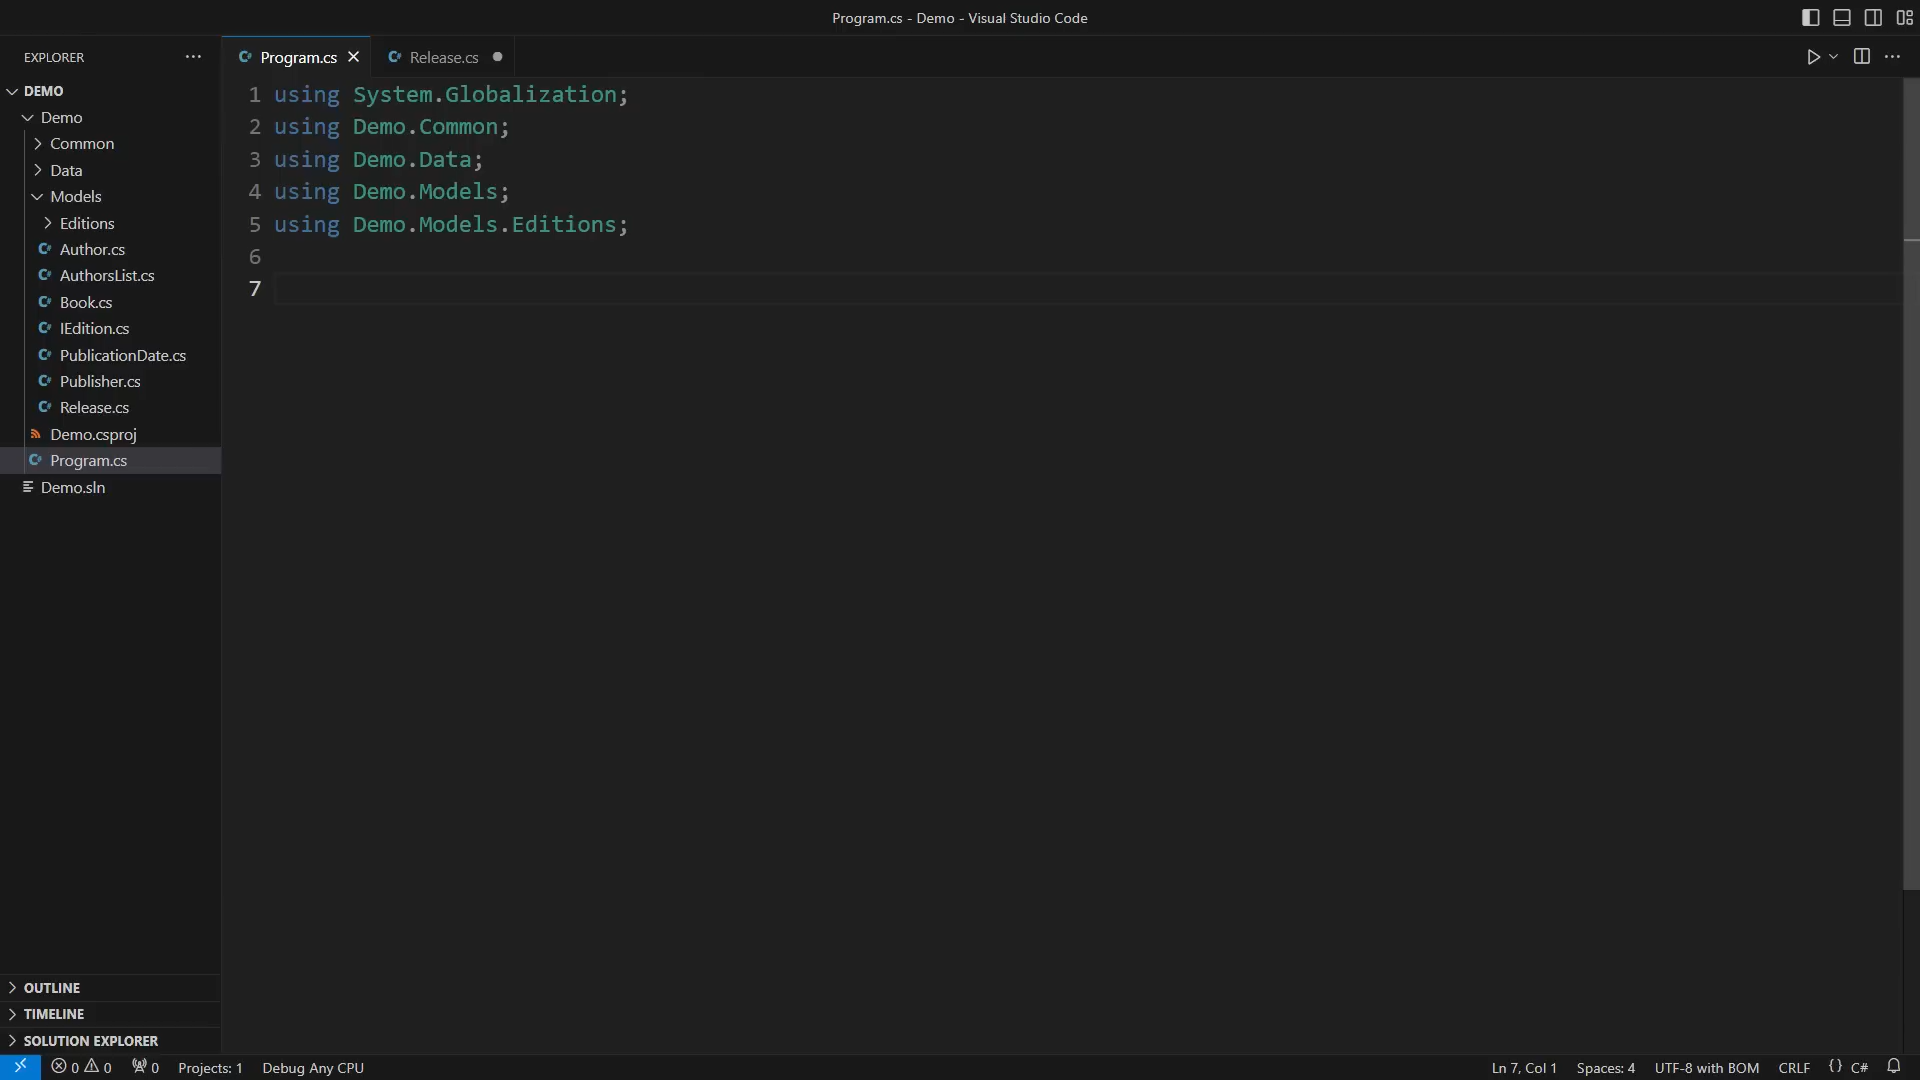 Program.cs - Demo - Visual Studio Code
EXPLORER
Program.cs
Release.cs
DEMO
Demo
Common
Data
Models
Editions
Author.cs
AuthorsList.cs
Book.cs
IEdition.cs
PublicationDate.cs
Publisher.cs
Release.cs
Demo.csproj
Program.cs
Demo.sln
1 using System.Globalization;
2 using Demo.Common;
3 using Demo.Data;
4 using Demo.Models;
5 using Demo.Models.Editions;
6
7
OUTLINE
TIMELINE
SOLUTION EXPLORER
0 0 0 Projects: 1 Debug Any CPU Ln 7, Col 1 Spaces: 4 UTF-8 with BOM CRLF {} C#